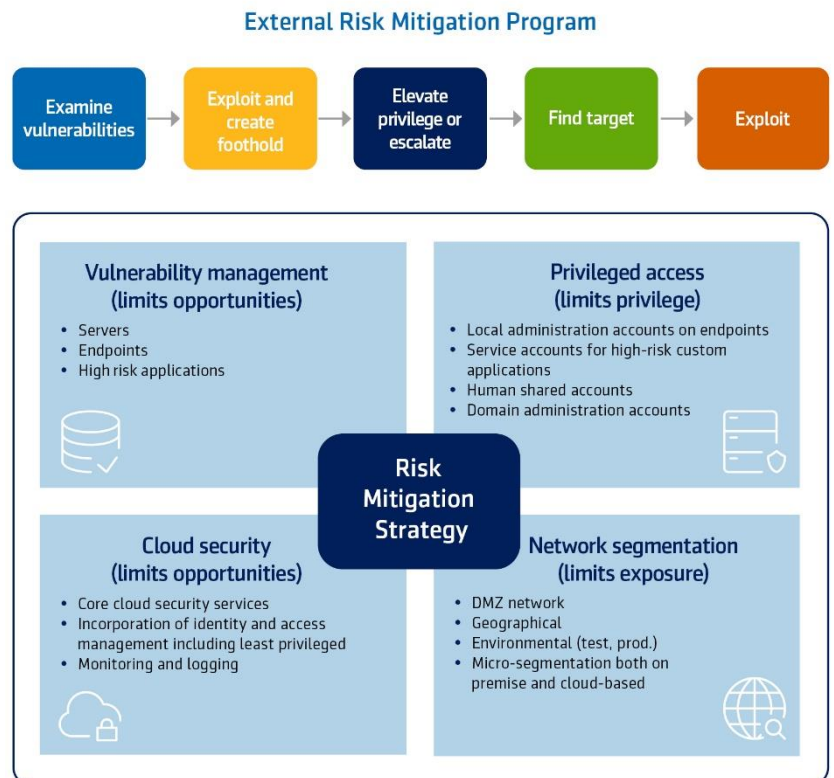 External Risk Mitigation Program
Examine
vulnerabilities
Exploit and
create
foothold
Elevate
privilege or
escalate
Find target
Exploit
Vulnerability management
(limits opportunities)
• Servers
• Endpoints
• High risk applications
Privileged access
(limits privilege)
• Local administration accounts on endpoints
• Service accounts for high-risk custom
applications
• Human shared accounts
• Domain administration accounts
Risk
Mitigation
Strategy
Cloud security
(limits opportunities)
• Core cloud security services
• Incorporation of identity and access
management including least privileged
• Monitoring and logging
Network segmentation
(limits exposure)
• DMZ network
• Geographical
• Environmental (test, prod.)
• Micro-segmentation both on
premise and cloud-based